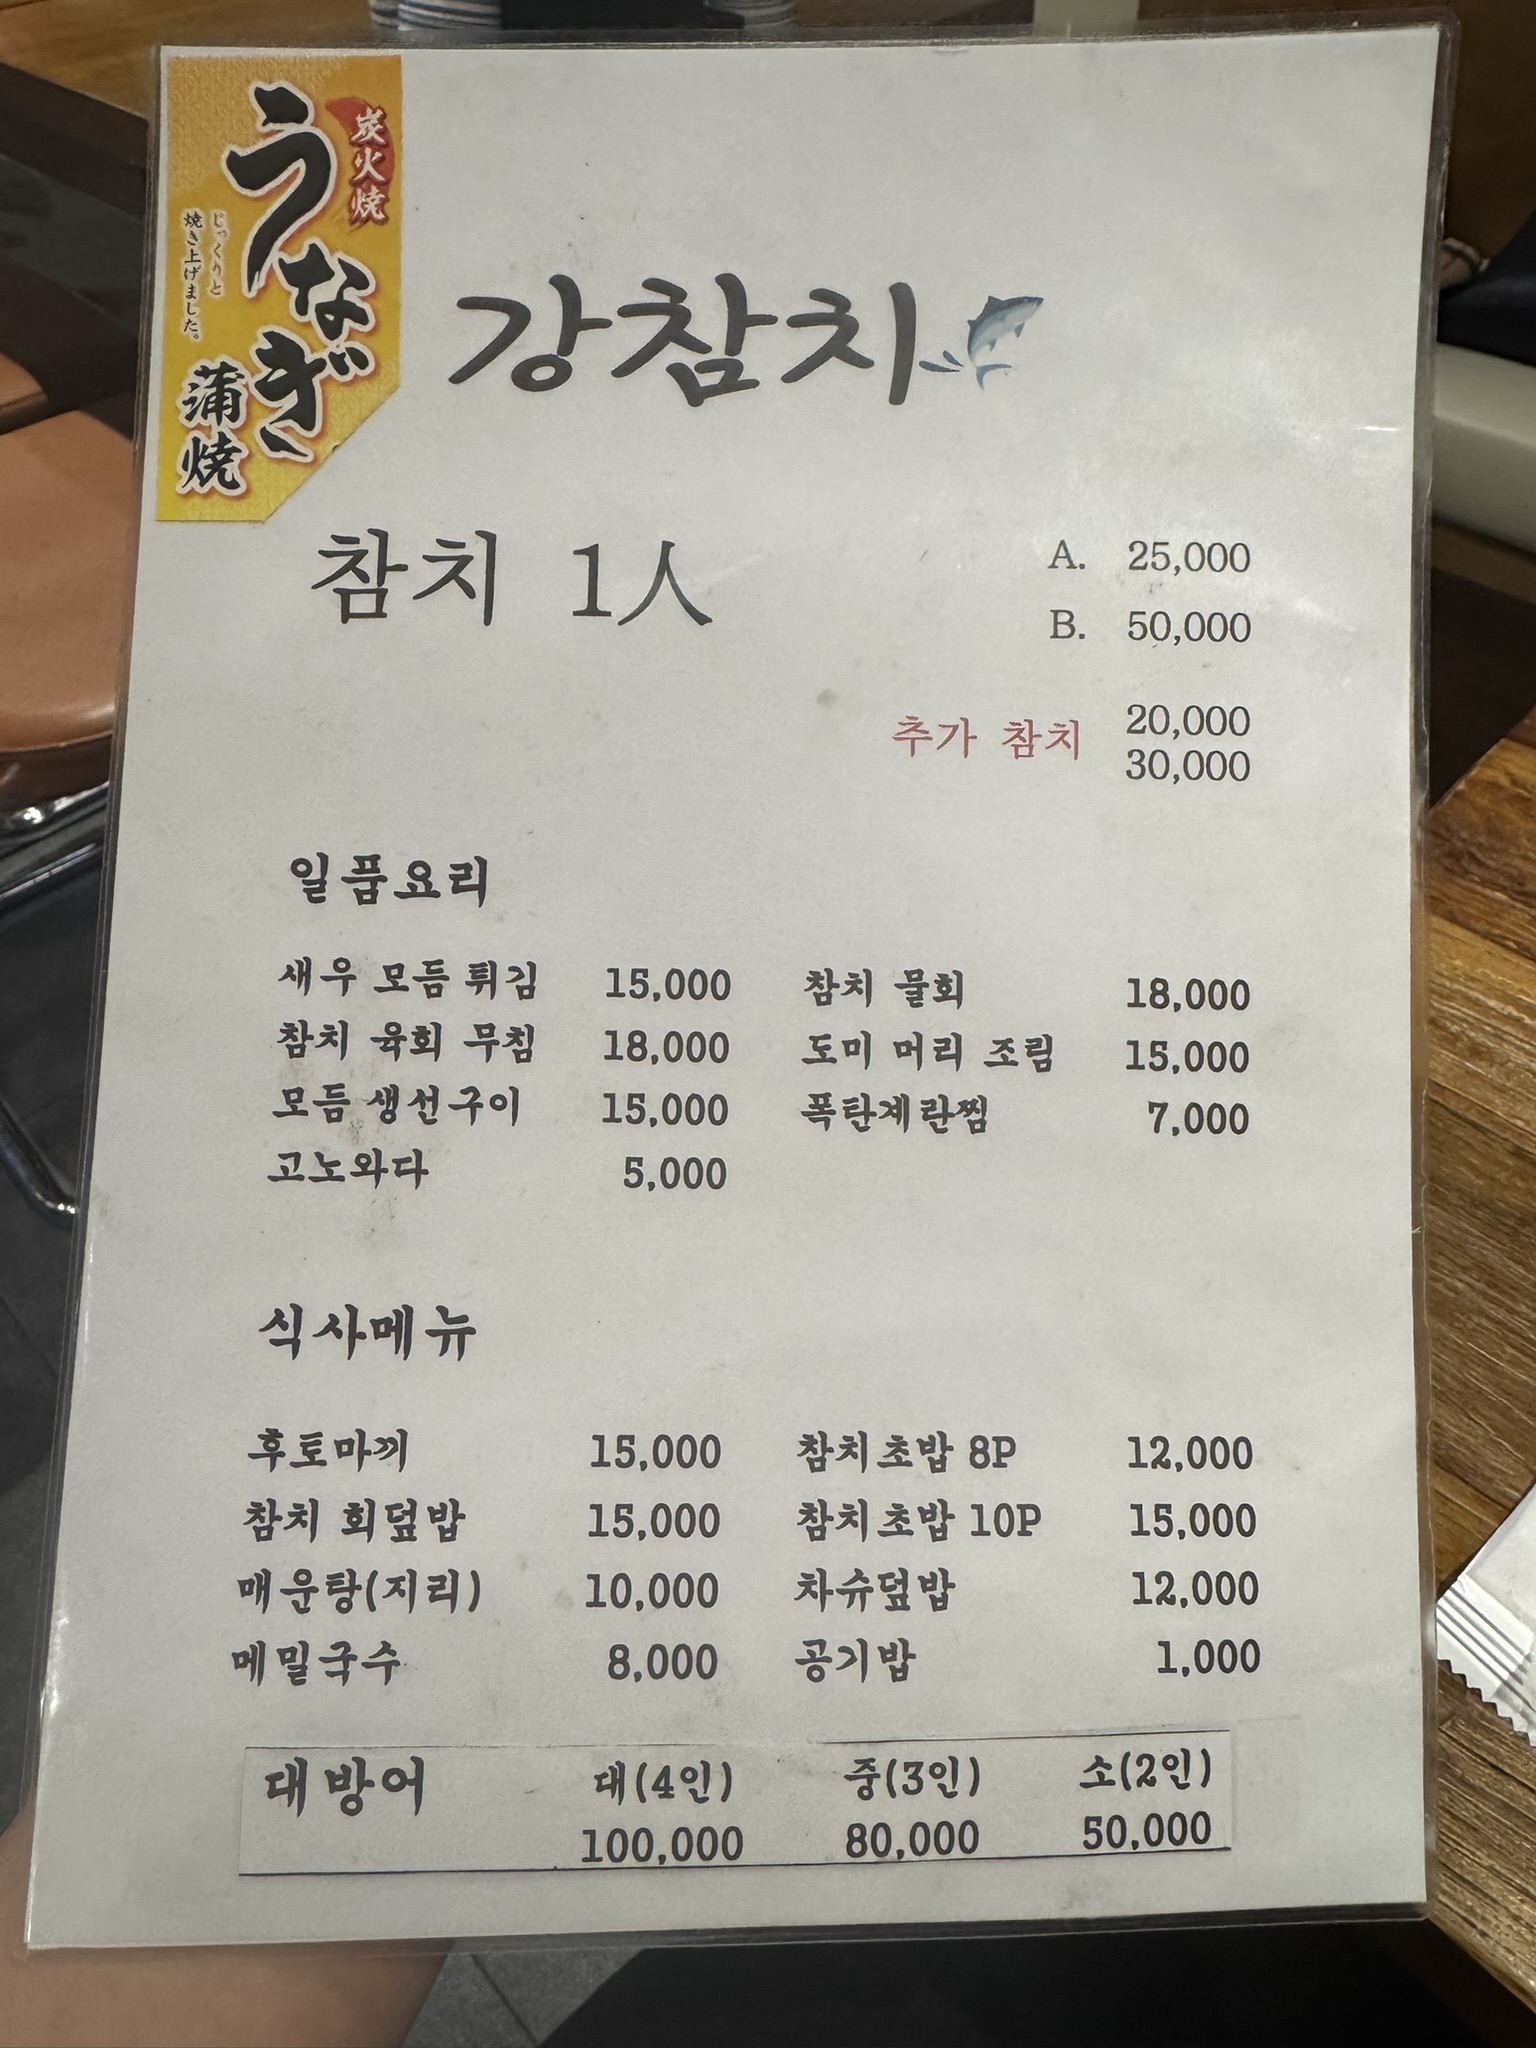 炭火焼
うなぎ
じっくりと
焼き上げました。
蒲焼
강참치
참치 1人
A. 25,000
B. 50,000
추가 참치 20,000
30,000
일품요리
새우 모듬 튀김 15,000 참치 물회 18,000
참치 육회 무침 18,000 도미 머리 조림 15,000
모듬 생선구이 15,000 폭탄계란찜 7,000
고노와다 5,000
식사메뉴
후토마끼 15,000 참치초밥 8P 12,000
참치 회덮밥 15,000 참치초밥 10P 15,000
매운탕(지리) 10,000 차슈덮밥 12,000
메밀국수 8,000 공기밥 1,000
대방어 대(4인) 중(3인) 소(2인)
100,000 80,000 50,000